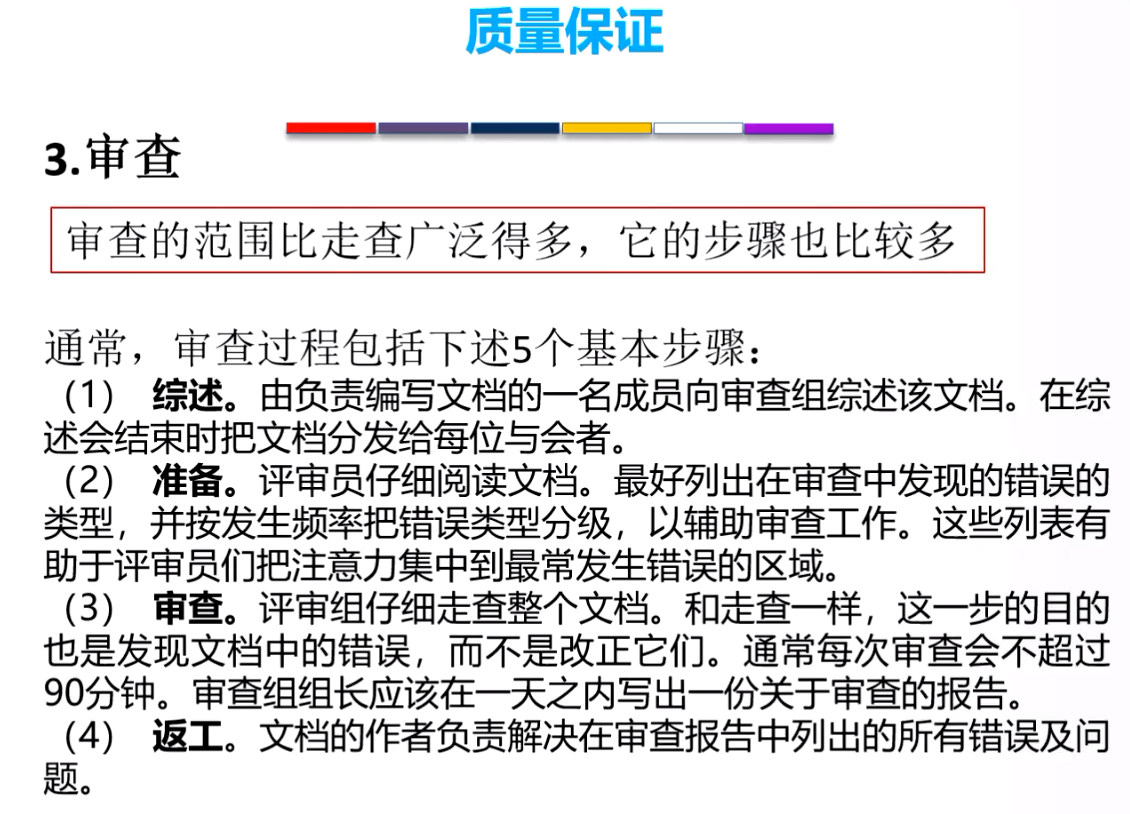 质量保证
3.审查
审查的范围比走查广泛得多，它的步骤也比较多
通常，审查过程包括下述5个基本步骤：
（1） 综述。由负责编写文档的一名成员向审查组综述该文档。在综
述会结束时把文档分发给每位与会者。
（2） 准备。评审员仔细阅读文档。最好列出在审查中发现的错误的
类型，并按发生频率把错误类型分级，以辅助审查工作。这些列表有
助于评审员们把注意力集中到最常发生错误的区域。
（3） 审查。评审组仔细走查整个文档。和走查一样，这一步的目的
也是发现文档中的错误，而不是改正它们。通常每次审查会不超过
90分钟。审查组组长应该在一天之内写出一份关于审查的报告。
（4） 返工。文档的作者负责解决在审查报告中列出的所有错误及问
题。